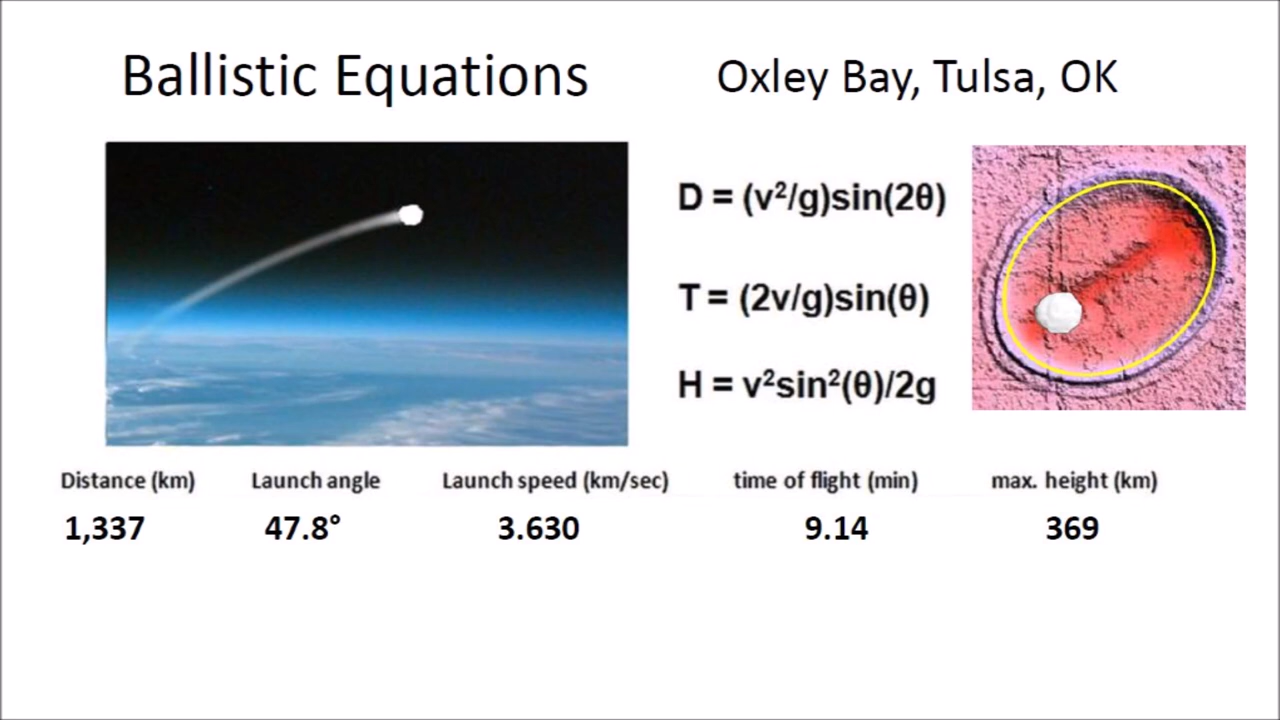 Ballistic Equations
Oxley Bay, Tulsa, OK
D = (v²/g)sin(2θ)
T = (2v/g)sin(θ)
H = v²sin²(θ)/2g
Distance (km) Launch angle Launch speed (km/sec) time of flight (min) max. height (km)
1,337 47.8° 3.630 9.14 369